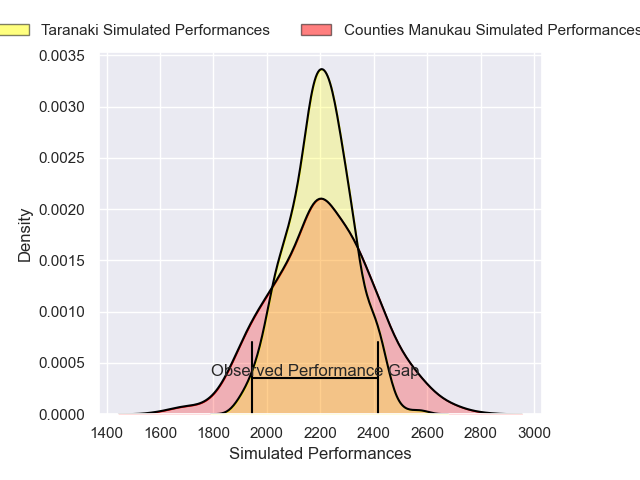 Taranaki Simulated Performances
Counties Manukau Simulated Performances
0.0035
0.0030
0.0025
0.0020
0.0015
0.0010
0.0005
0.0000
Density
Observed Performance Gap
1400 1600 1800 2000 2200 2400 2600 2800 3000
Simulated Performances